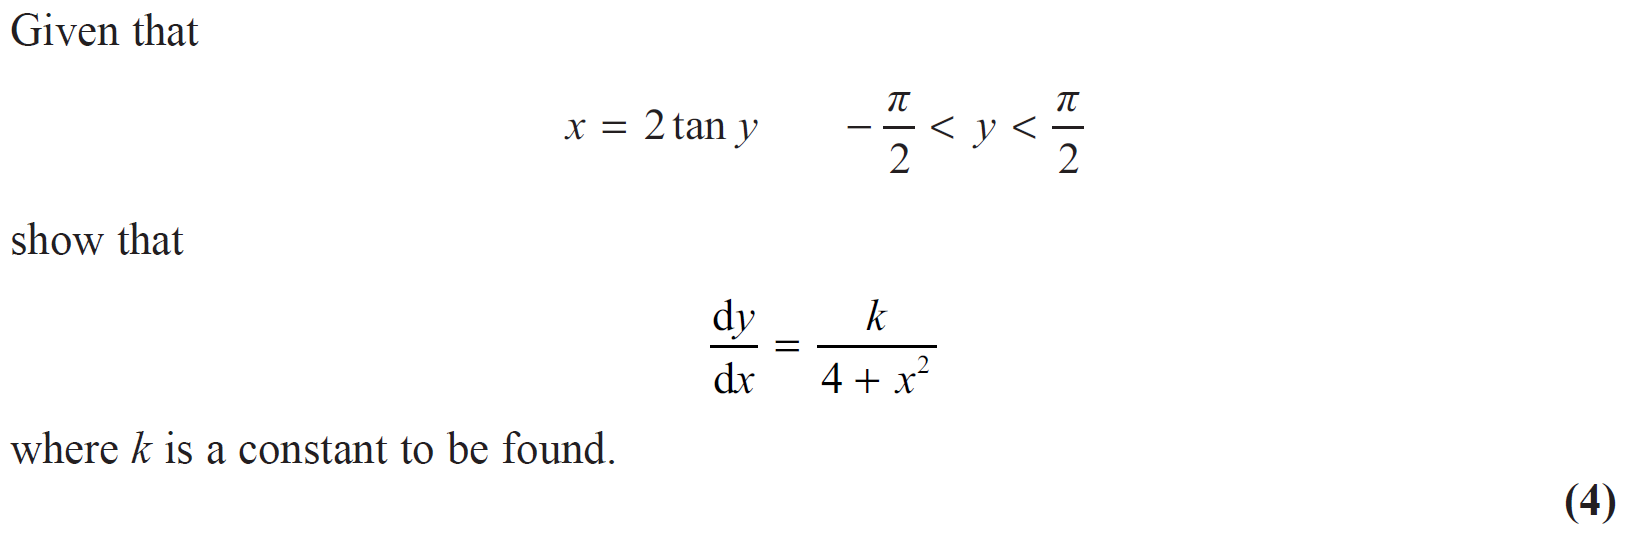 Given that
x = 2 tan y  −π/2 < y < π/2
show that
dy/dx = k/(4 + x²)
where k is a constant to be found.
(4)